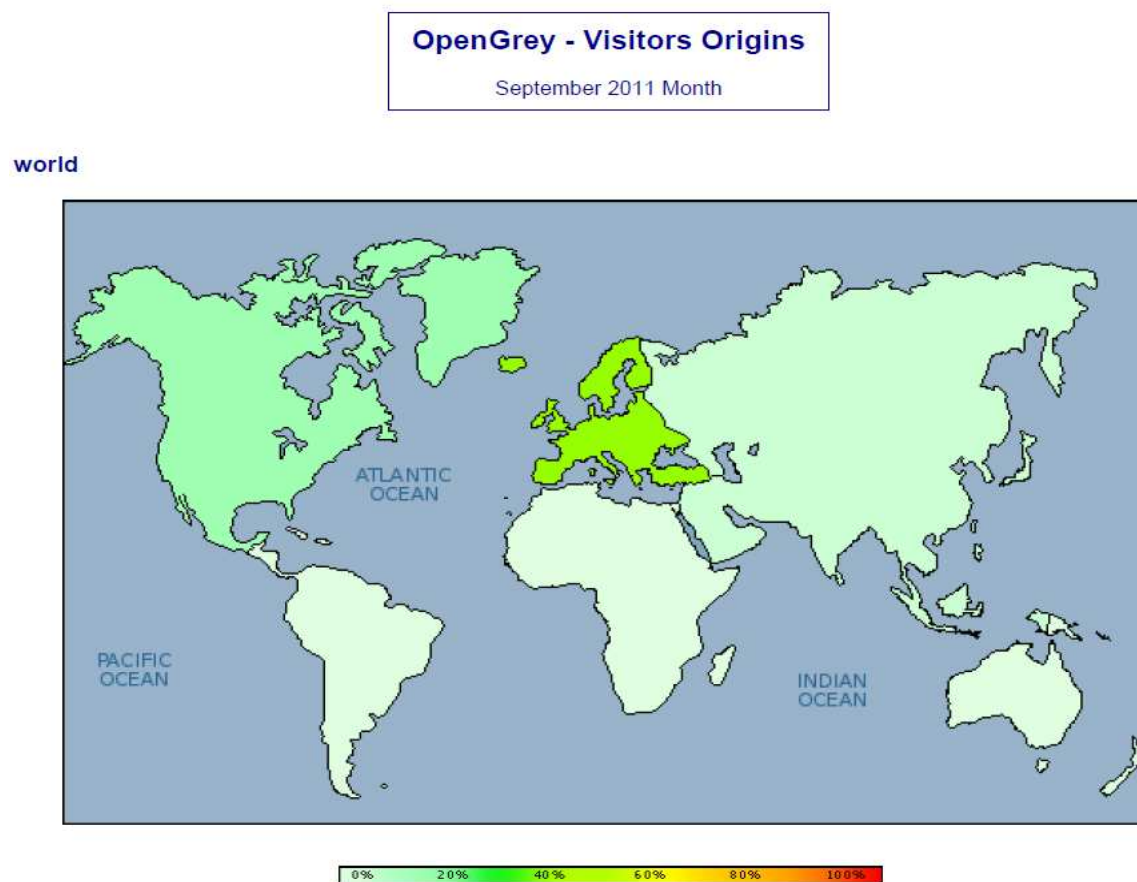 OpenGrey - Visitors Origins
September 2011 Month
world
ATLANTIC
OCEAN
PACIFIC
OCEAN
INDIAN
OCEAN
0% 20% 40% 60% 80% 100%